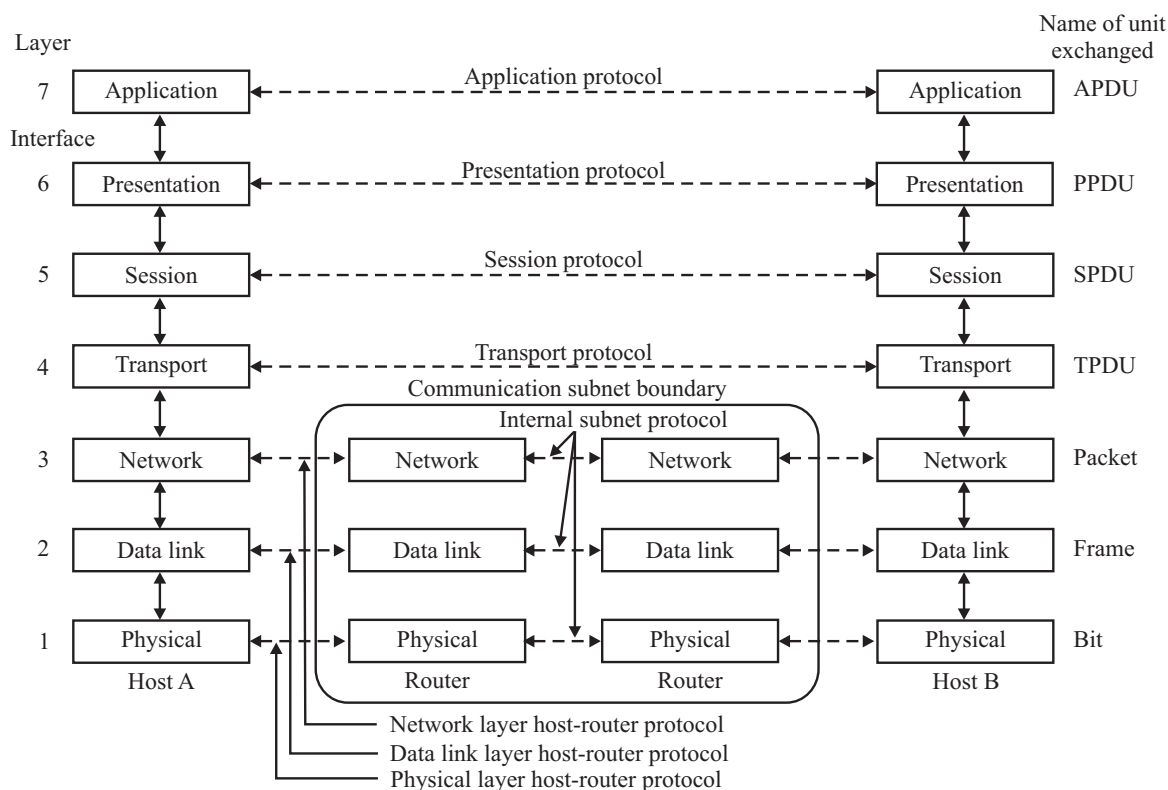 Layer
Name of unit
exchanged
7 Application Application protocol Application APDU
Interface
6 Presentation Presentation protocol Presentation PPDU
5 Session Session protocol Session SPDU
4 Transport Transport protocol Transport TPDU
Communication subnet boundary
Internal subnet protocol
3 Network Network Network Network Packet
2 Data link Data link Data link Data link Frame
1 Physical Physical Physical Physical Bit
Host A Router Router Host B
Network layer host-router protocol
Data link layer host-router protocol
Physical layer host-router protocol